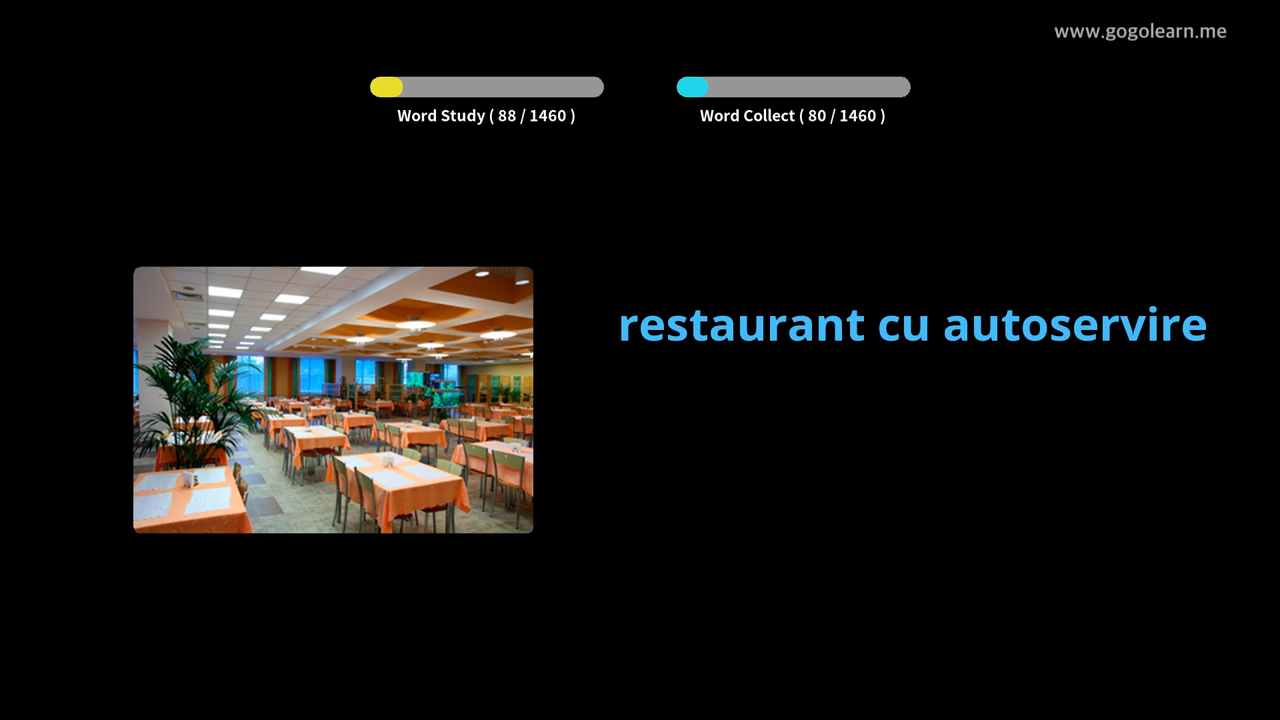 www.gogolearn.me
Word Study ( 88 / 1460 )
Word Collect ( 80 / 1460 )
restaurant cu autoservire